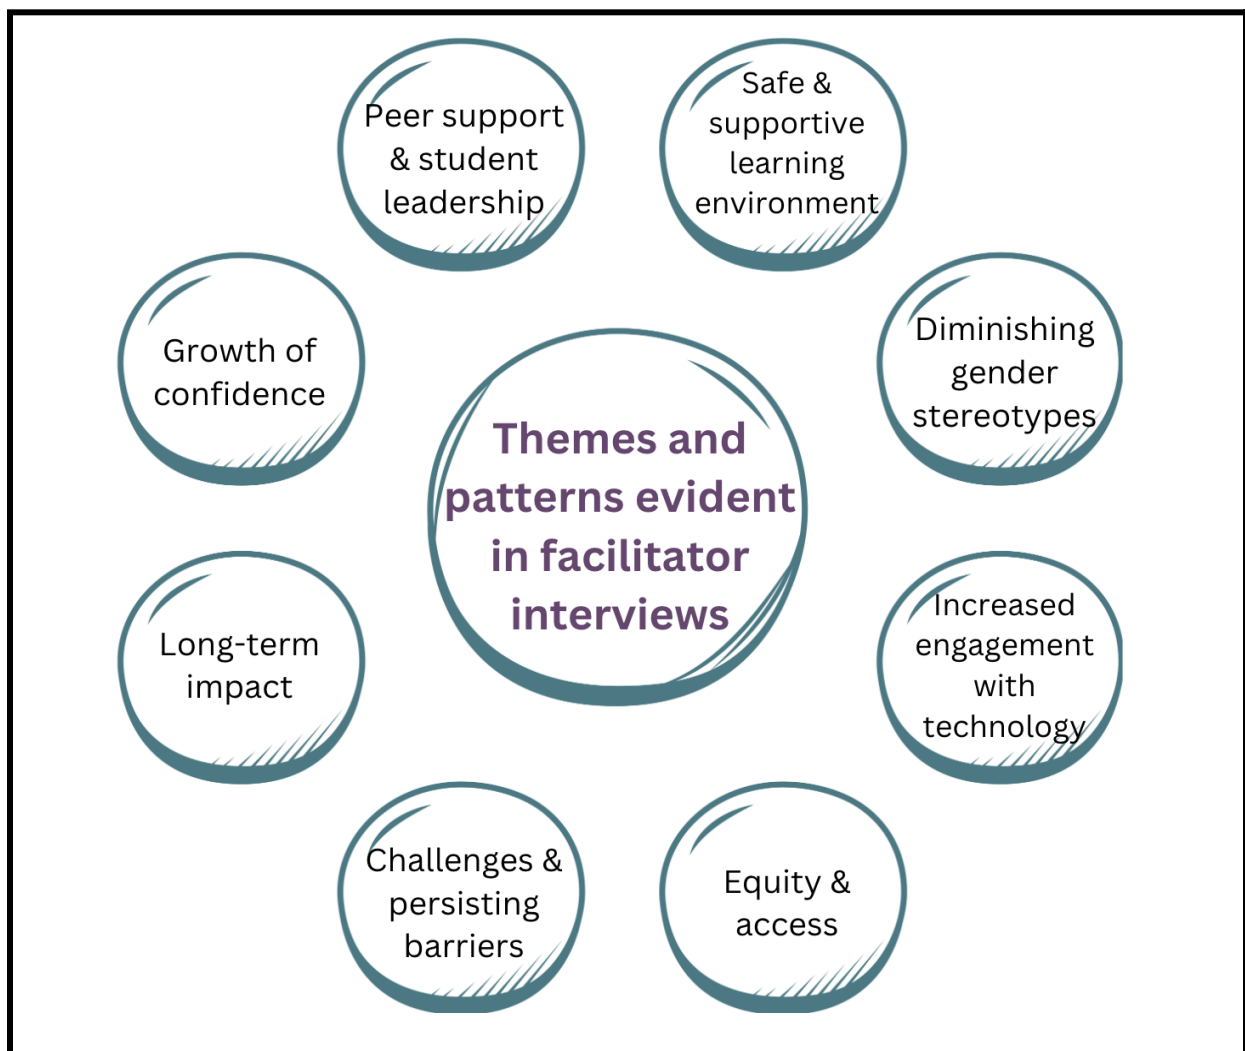 Peer support
& student
leadership
Safe &
supportive
learning
environment
Growth of
confidence
Diminishing
gender
stereotypes
Themes and
patterns evident
in facilitator
interviews
Long-term
impact
Increased
engagement
with
technology
Challenges &
persisting
barriers
Equity &
access